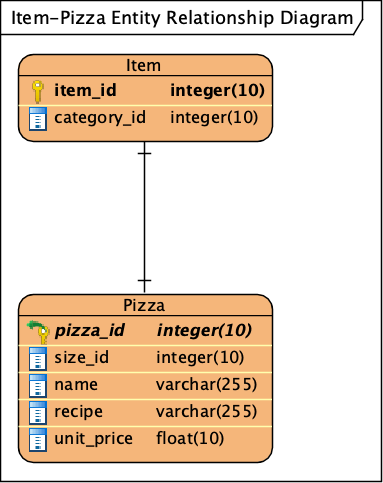 Item-Pizza Entity Relationship Diagram
Item
item_id integer(10)
category_id integer(10)
Pizza
pizza_id integer(10)
size_id integer(10)
name varchar(255)
recipe varchar(255)
unit_price float(10)